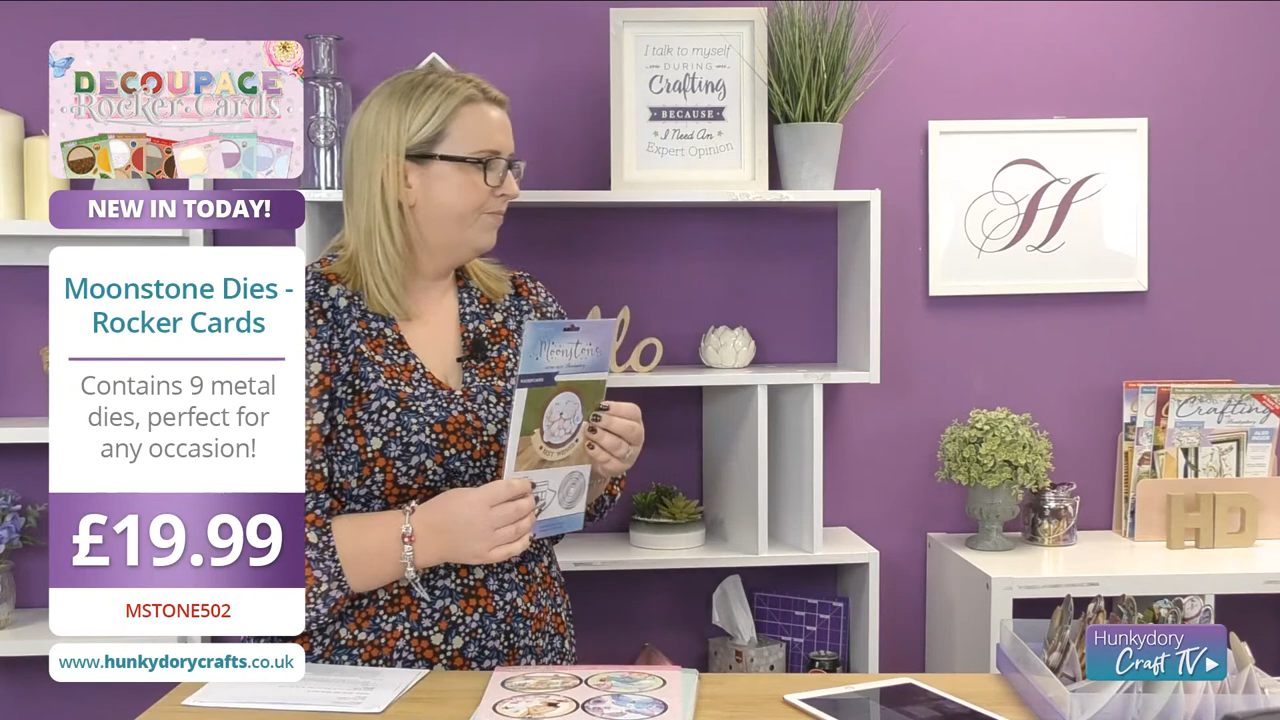 DECOUPAGE
Rocker Cards
NEW IN TODAY!
Moonstone Dies -
Rocker Cards
Contains 9 metal
dies, perfect for
any occasion!
£19.99
MSTONE502
www.hunkydorycrafts.co.uk
I talk to myself
DURING
Crafting
BECAUSE
I Need An
Expert Opinion
H
Moonstone
lo
Crafting
HD
Hunkydory
Craft TV